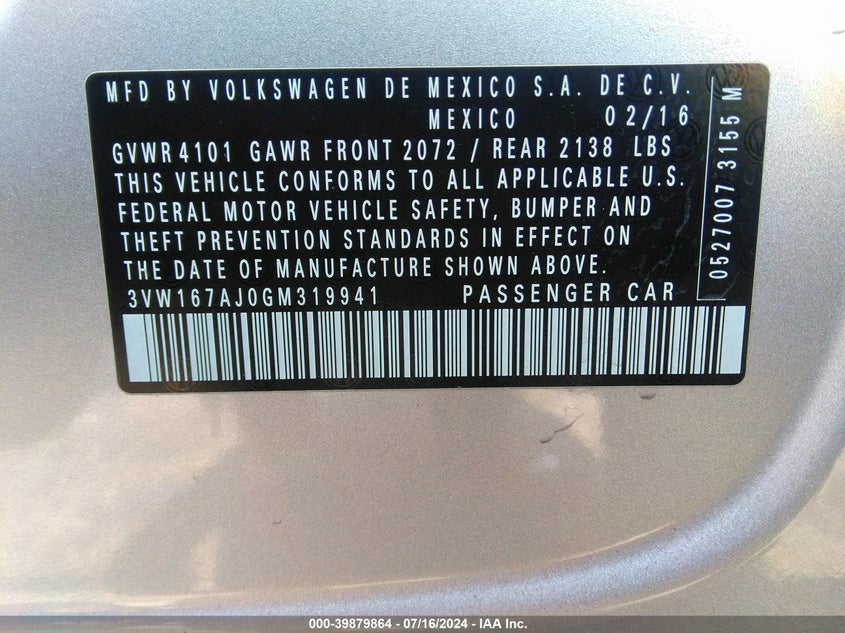 MFD BY VOLKSWAGEN DE MEXICO S.A. DE C.V.
MEXICO 02/16
GVWR 4101 GAWR FRONT 2072 / REAR 2138 LBS
THIS VEHICLE CONFORMS TO ALL APPLICABLE U.S.
FEDERAL MOTOR VEHICLE SAFETY, BUMPER AND
THEFT PREVENTION STANDARDS IN EFFECT ON
THE DATE OF MANUFACTURE SHOWN ABOVE.
3VW167AJ0GM319941 PASSENGER CAR
0527007 3155 M
000-39879864 - 07/16/2024 - IAA Inc.